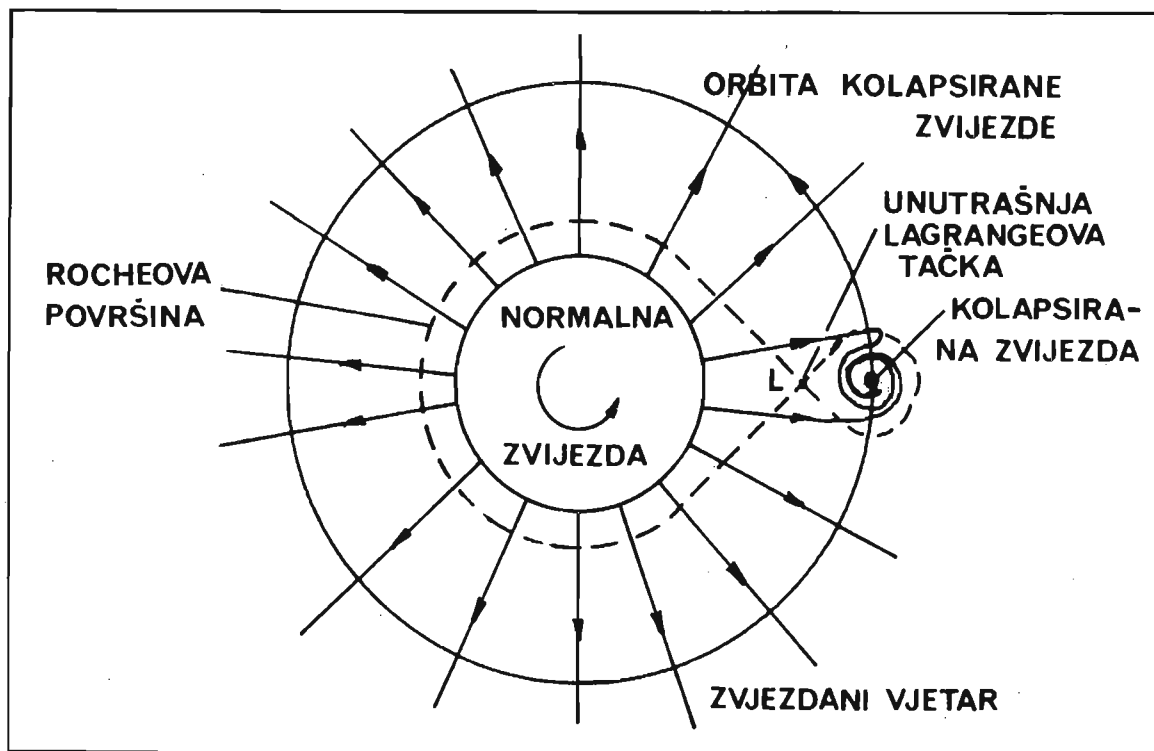 ORBITA KOLAPSIRANE
ZVIJEZDE
UNUTRAŠNJA
LAGRANGEOVA
TAČKA
ROCHEOVA
POVRŠINA
NORMALNA
ZVIJEZDA
L
KOLAPSIRA-
NA ZVIJEZDA
ZVJEZDANI VJETAR